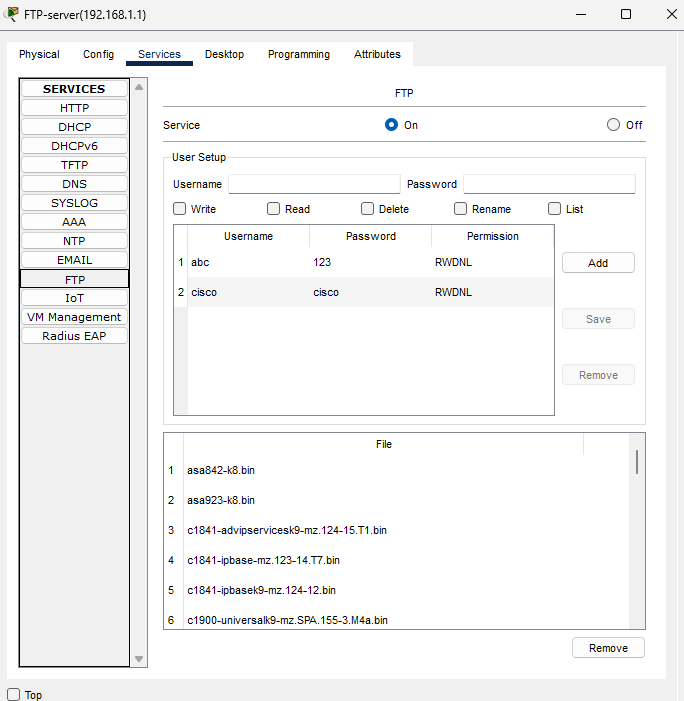 FTP-server(192.168.1.1)
Physical Config Services Desktop Programming Attributes
SERVICES
HTTP
DHCP
DHCPv6
TFTP
DNS
SYSLOG
AAA
NTP
EMAIL
FTP
IoT
VM Management
Radius EAP
FTP
Service On Off
User Setup
Username Password
Write Read Delete Rename List
Username Password Permission
1 abc 123 RWDNL
2 cisco cisco RWDNL
Add
Save
Remove
File
1 asa842-k8.bin
2 asa923-k8.bin
3 c1841-advipservicesk9-mz.124-15.T1.bin
4 c1841-ipbase-mz.123-14.T7.bin
5 c1841-ipbasek9-mz.124-12.bin
6 c1900-universalk9-mz.SPA.155-3.M4a.bin
Remove
Top